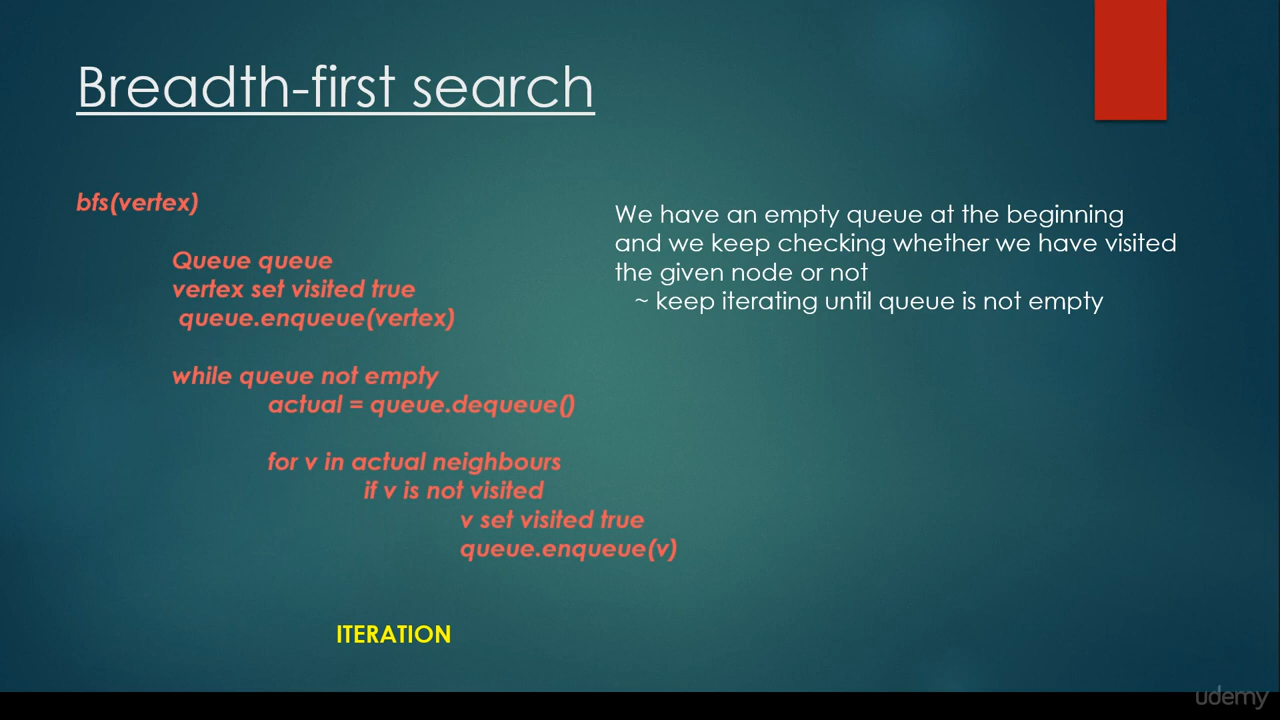 Breadth-first search
bfs(vertex)
Queue queue
vertex set visited true
queue.enqueue(vertex)
while queue not empty
actual = queue.dequeue()
for v in actual neighbours
if v is not visited
v set visited true
queue.enqueue(v)
ITERATION
We have an empty queue at the beginning
and we keep checking whether we have visited
the given node or not
~ keep iterating until queue is not empty
udemy